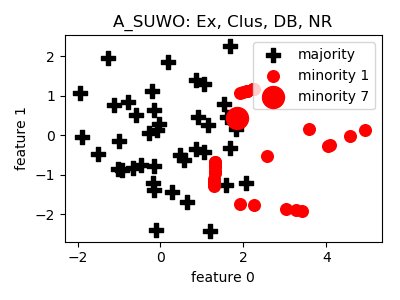 A_SUWO: Ex, Clus, DB, NR
majority
minority 1
minority 7
feature 1
2
1
0
−1
−2
−2
0
2
4
feature 0